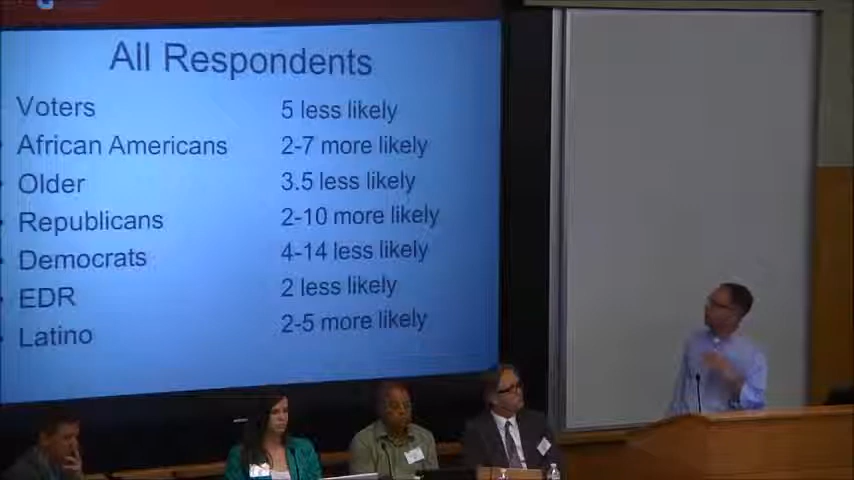 All Respondents
Voters 5 less likely
African Americans 2-7 more likely
Older 3.5 less likely
Republicans 2-10 more likely
Democrats 4-14 less likely
EDR 2 less likely
Latino 2-5 more likely